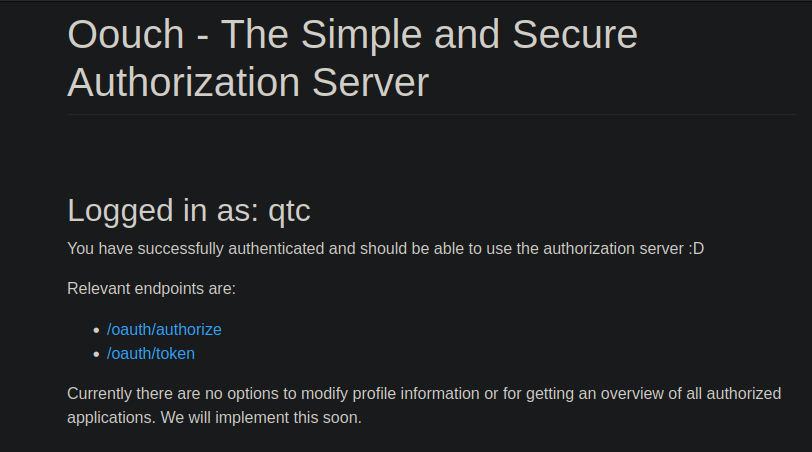 Oouch - The Simple and Secure
Authorization Server
Logged in as: qtc
You have successfully authenticated and should be able to use the authorization server :D
Relevant endpoints are:
• /oauth/authorize
• /oauth/token
Currently there are no options to modify profile information or for getting an overview of all authorized
applications. We will implement this soon.